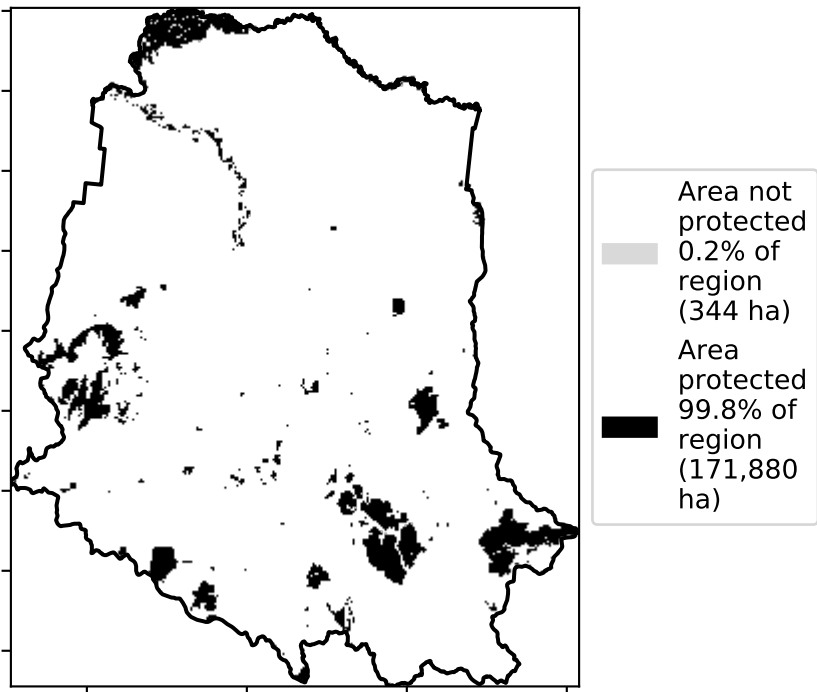 Area not
protected
0.2% of
region
(344 ha)
Area
protected
99.8% of
region
(171,880
ha)